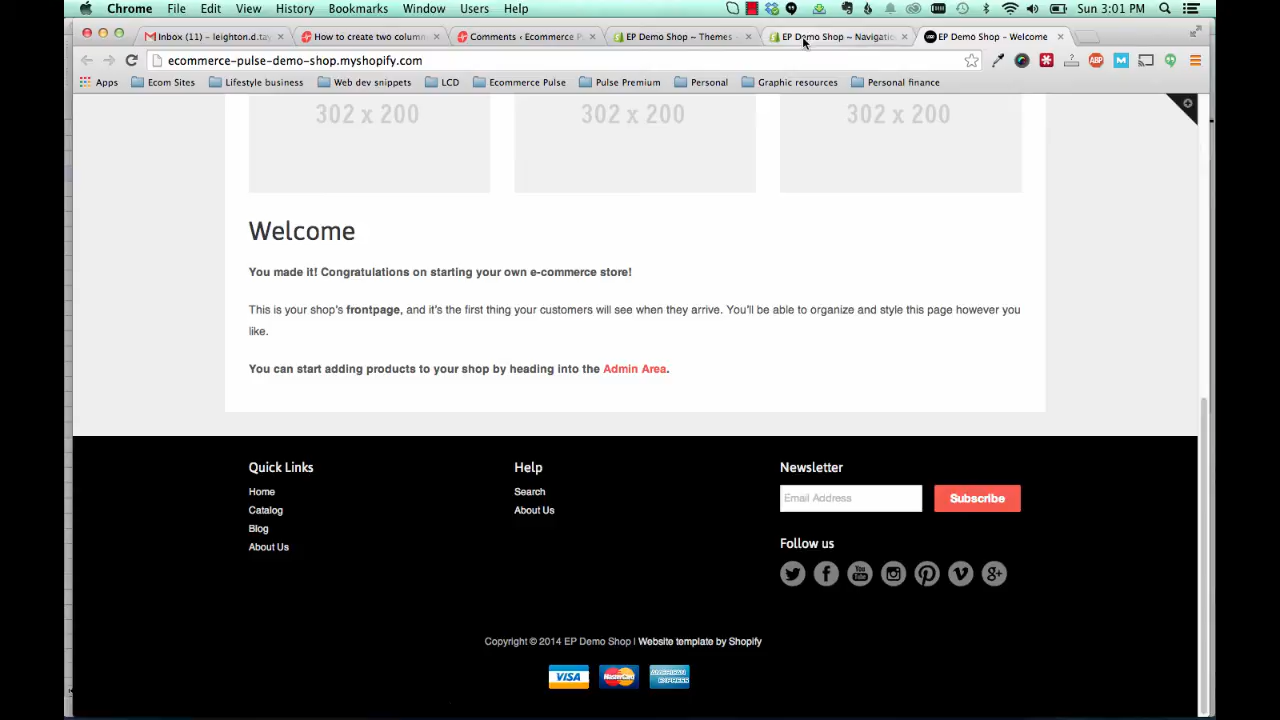 Chrome File Edit View History Bookmarks Window Users Help Sun 3:01 PM
Inbox (11) - leighton.d.tay How to create two column Comments ‹ Ecommerce P EP Demo Shop ~ Themes EP Demo Shop ~ Navigatio EP Demo Shop - Welcome
ecommerce-pulse-demo-shop.myshopify.com
Apps Ecom Sites Lifestyle business Web dev snippets LCD Ecommerce Pulse Pulse Premium Personal Graphic resources Personal finance
302 x 200 302 x 200 302 x 200
Welcome
You made it! Congratulations on starting your own e-commerce store!
This is your shop's frontpage, and it's the first thing your customers will see when they arrive. You'll be able to organize and style this page however you
like.
You can start adding products to your shop by heading into the Admin Area.
Quick Links
Home
Catalog
Blog
About Us
Help
Search
About Us
Newsletter
Email Address Subscribe
Follow us
You Tube
Copyright © 2014 EP Demo Shop | Website template by Shopify
VISA MasterCard AMERICAN EXPRESS